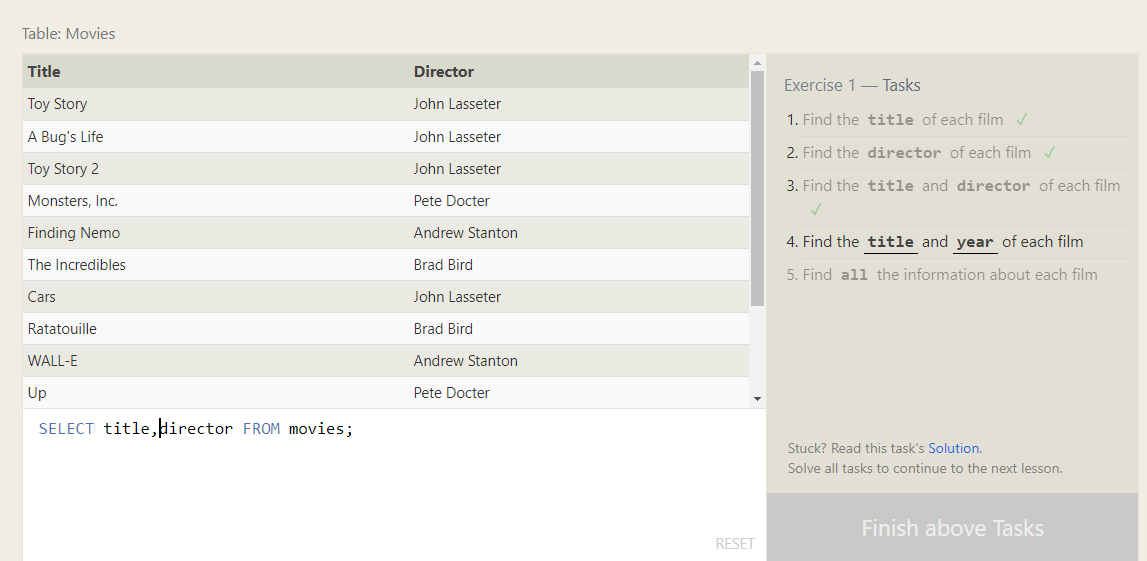 Table: Movies
Title Director
Toy Story John Lasseter
A Bug's Life John Lasseter
Toy Story 2 John Lasseter
Monsters, Inc. Pete Docter
Finding Nemo Andrew Stanton
The Incredibles Brad Bird
Cars John Lasseter
Ratatouille Brad Bird
WALL-E Andrew Stanton
Up Pete Docter
SELECT title,director FROM movies;
RESET
Exercise 1 — Tasks
1. Find the title of each film ✓
2. Find the director of each film ✓
3. Find the title and director of each film
✓
4. Find the title and year of each film
5. Find all the information about each film
Stuck? Read this task's Solution.
Solve all tasks to continue to the next lesson.
Finish above Tasks